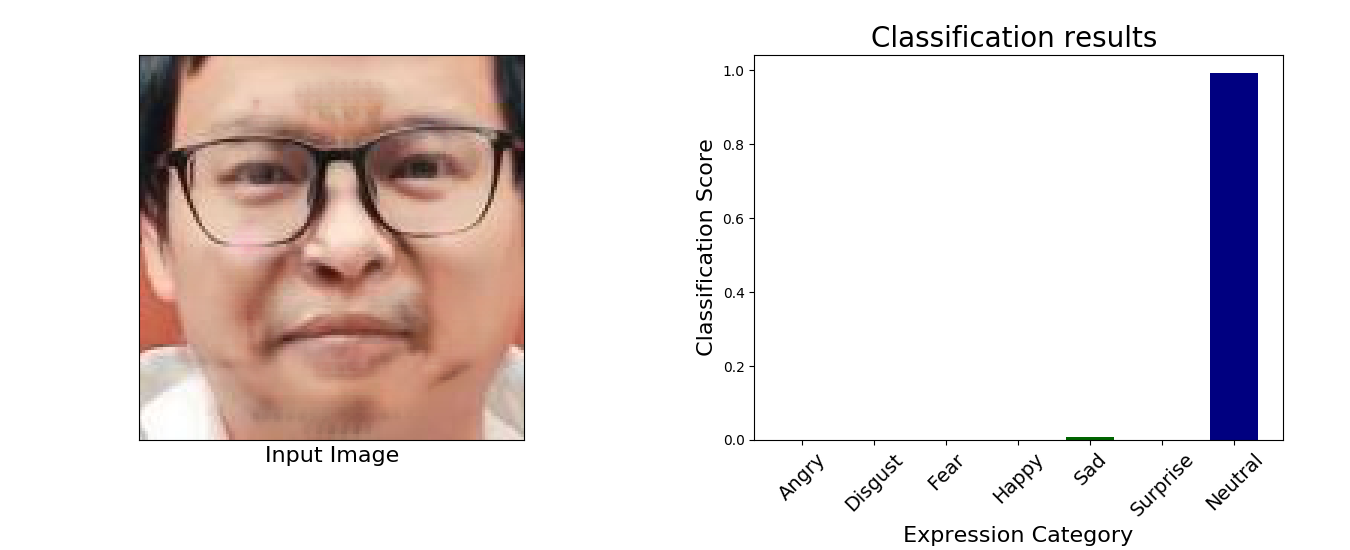 Classification results
1.0
0.8
0.6
0.4
0.2
0.0
Classification Score
Angry
Disgust
Fear
Happy
Sad
Surprise
Neutral
Expression Category
Input Image